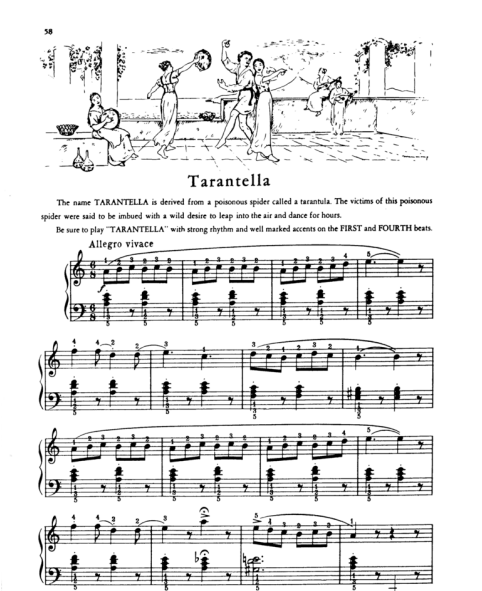 58
Tarantella
The name TARANTELLA is derived from a poisonous spider called a tarantula. The victims of this poisonous
spider were said to be imbued with a wild desire to leap into the air and dance for hours.
Be sure to play "TARANTELLA" with strong rhythm and well marked accents on the FIRST and FOURTH beats.
Allegro vivace